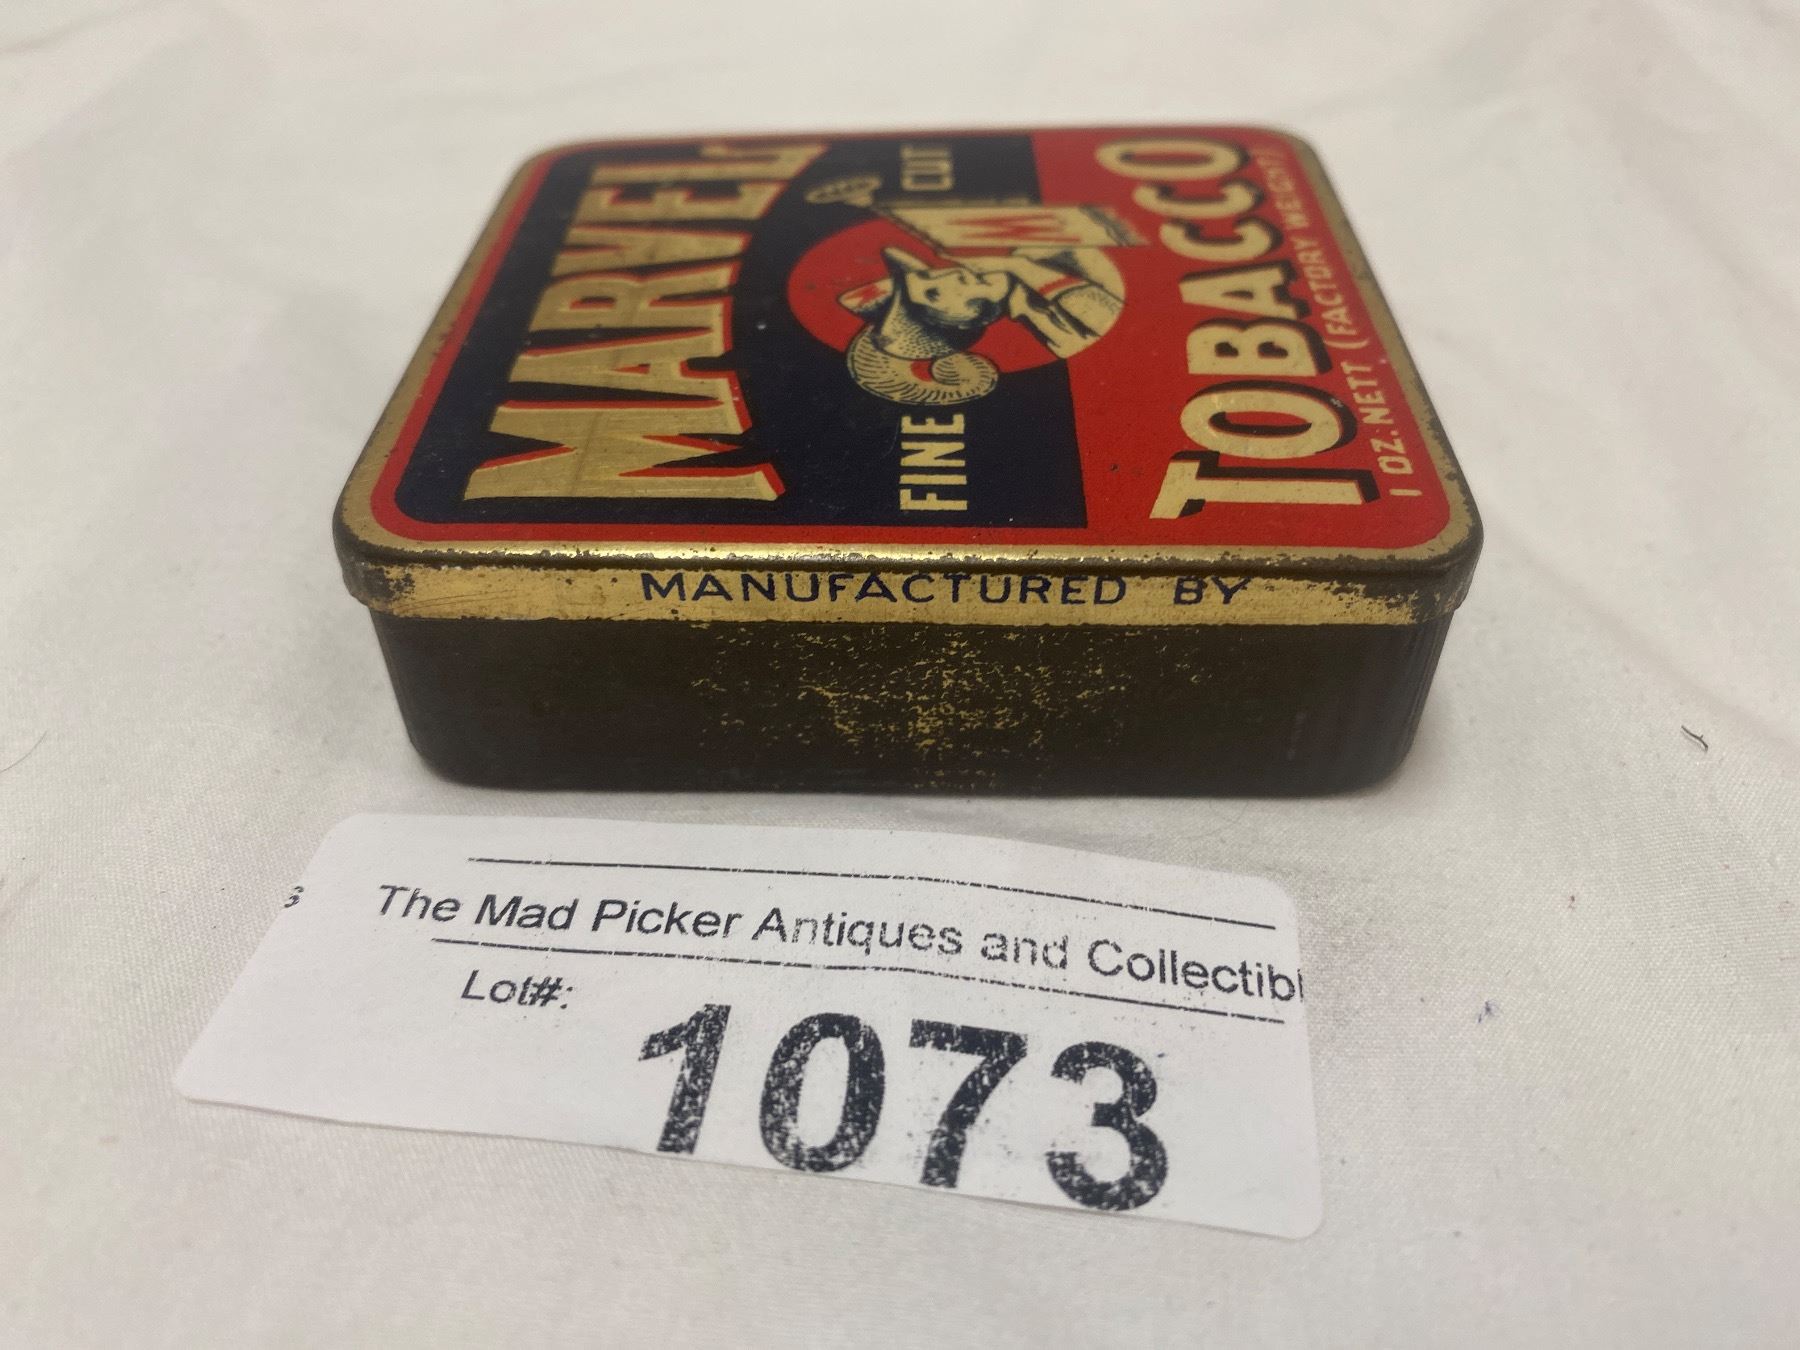 MARVEL
FINE CUT
M
TOBACCO
1 OZ. NETT (FACTORY WEIGHT)
MANUFACTURED BY
s The Mad Picker Antiques and Collectibl
Lot#:
1073